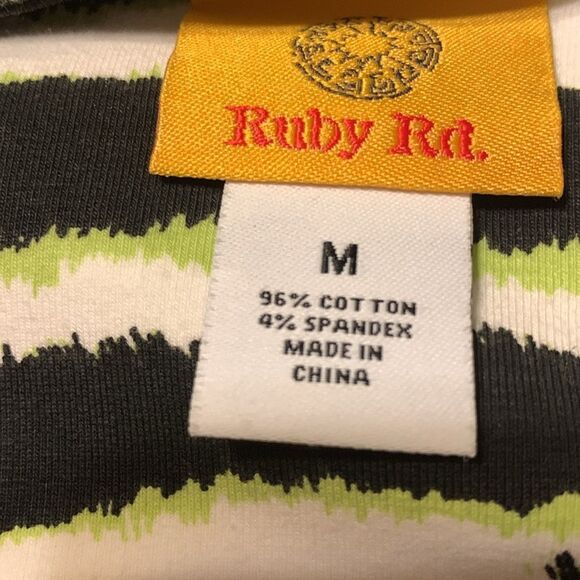 Ruby Rd.
M
96% COTTON
4% SPANDEX
MADE IN
CHINA